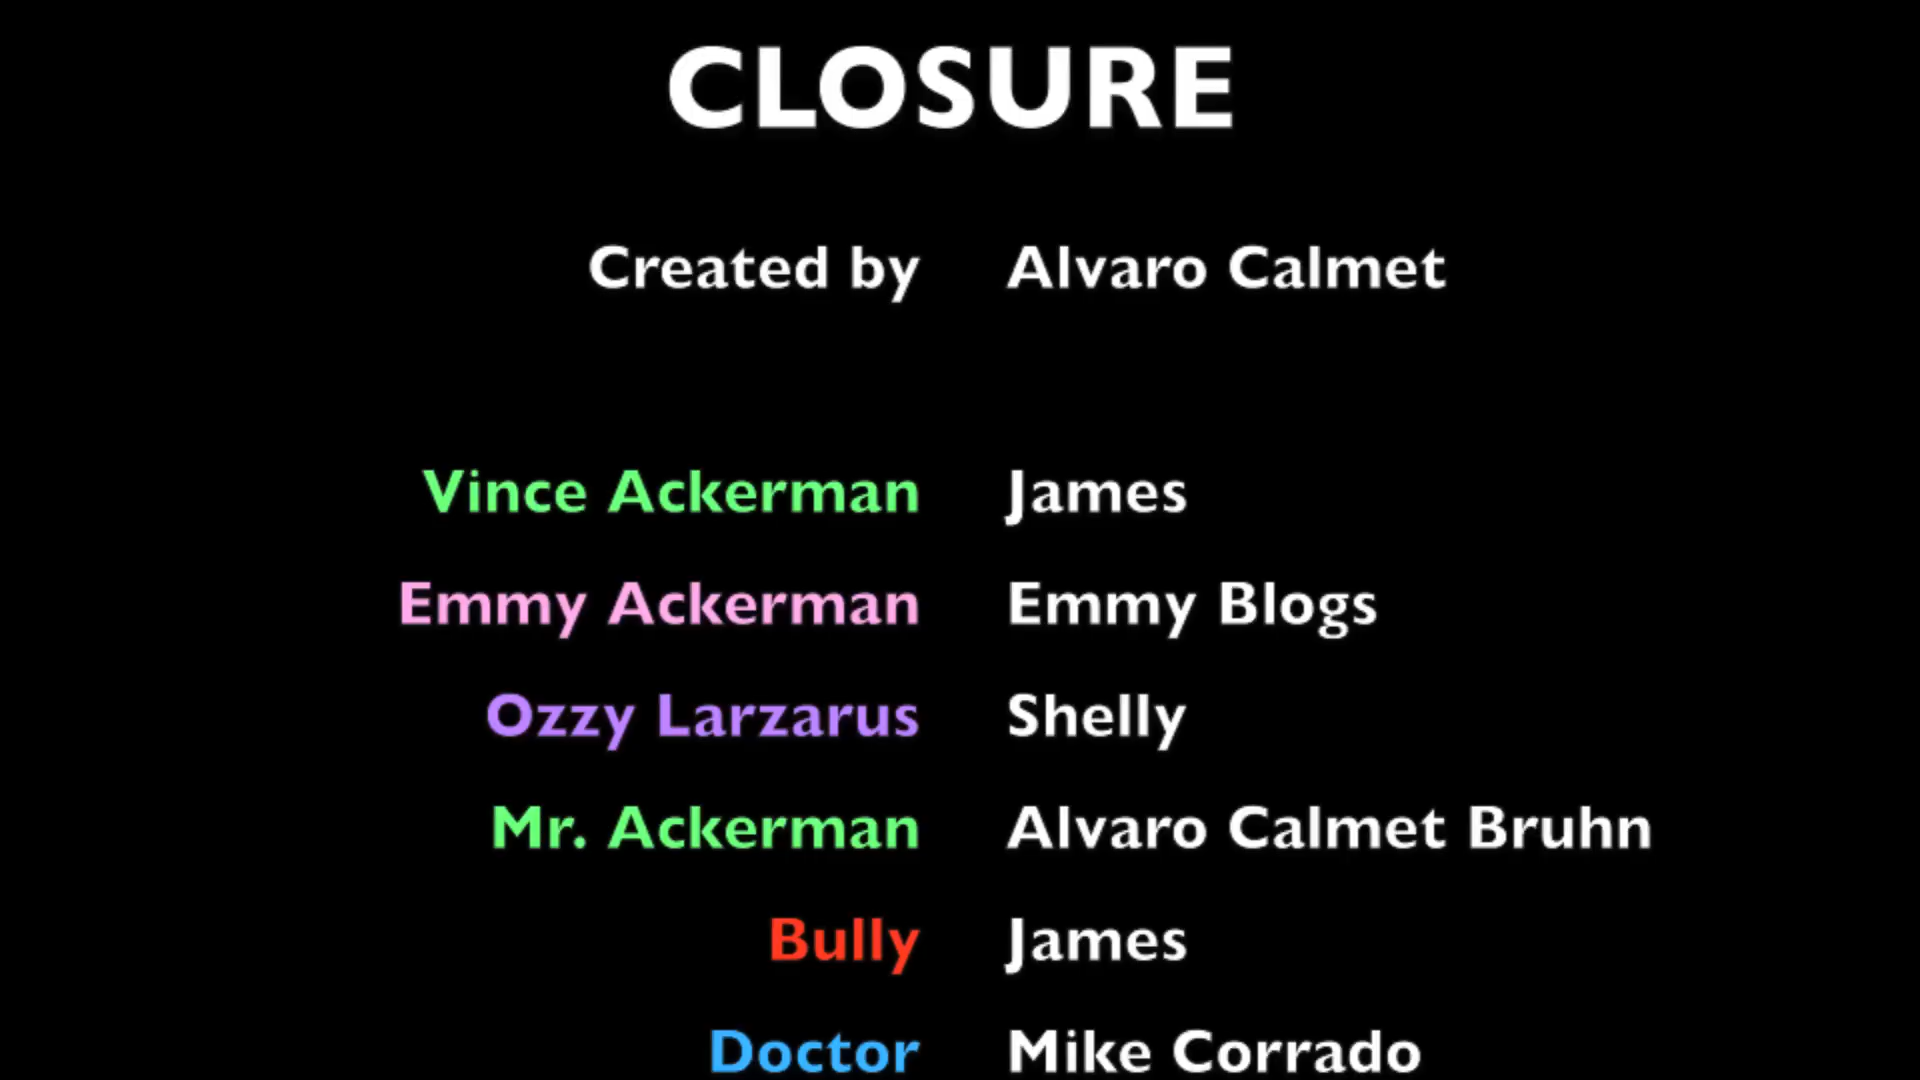 CLOSURE
Created by Alvaro Calmet
Vince Ackerman James
Emmy Ackerman Emmy Blogs
Ozzy Larzarus Shelly
Mr. Ackerman Alvaro Calmet Bruhn
Bully James
Doctor Mike Corrado